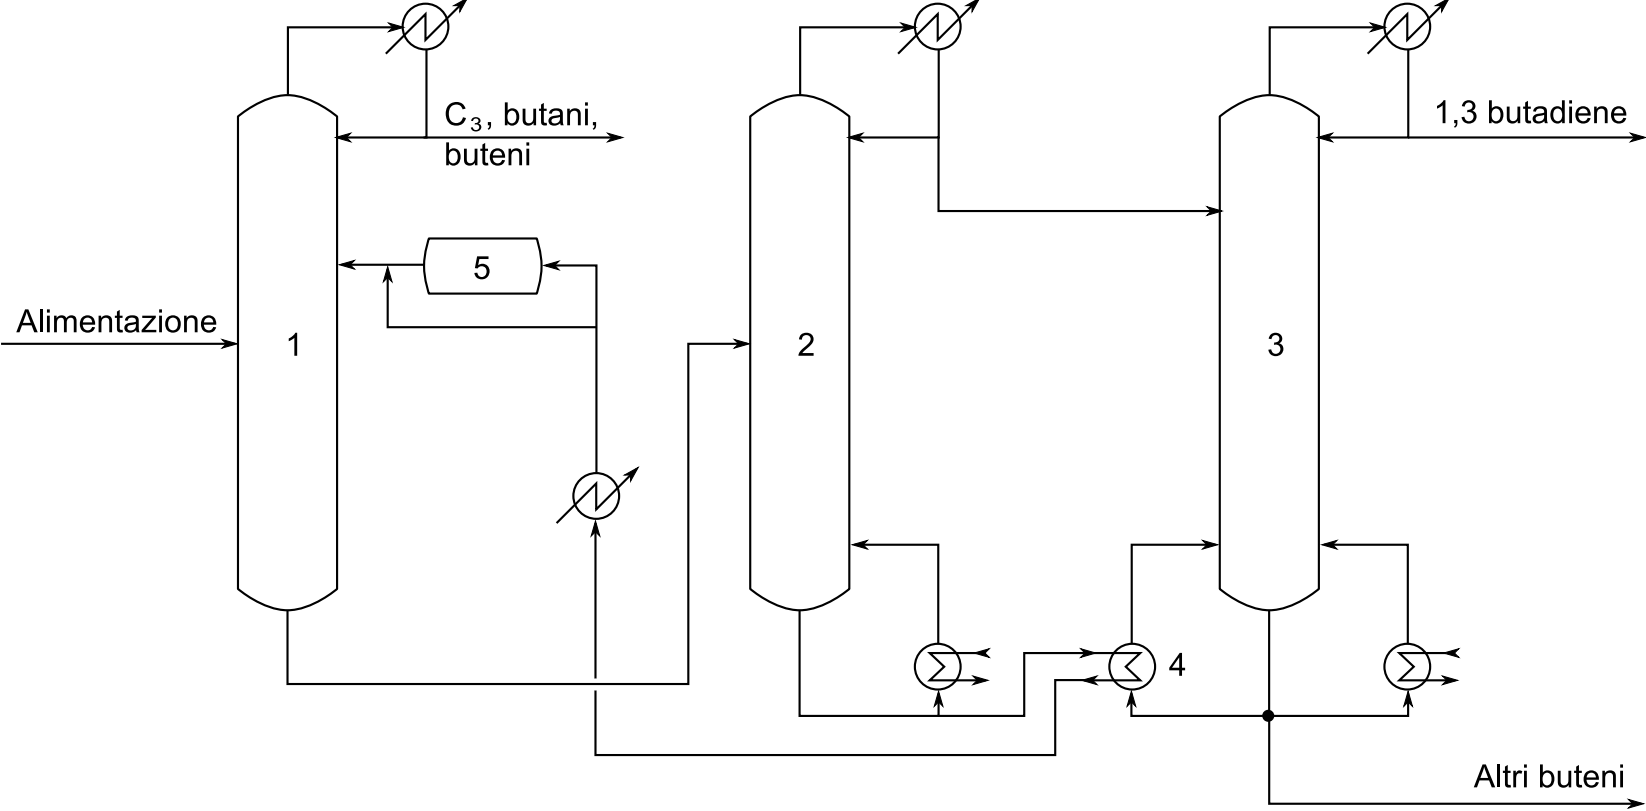 C3, butani,
buteni
1,3 butadiene
5
Alimentazione
1
2
3
4
Altri buteni